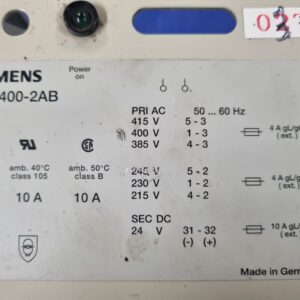 033
EMENS
Power
on
400-2AB
PRI AC 50 ... 60 Hz
415 V 5 - 3
400 V 1 - 3
385 V 4 - 3
4 A gL/g
( ext.
amb. 40°C
class 105
amb. 50°C
class B
10 A
10 A
245 V 5 - 2
230 V 1 - 2
215 V 4 - 2
4 A gL/g
( ext.
SEC DC
24 V 31 - 32
(-) (+)
10 A gL/
( ext.
Made in Germ